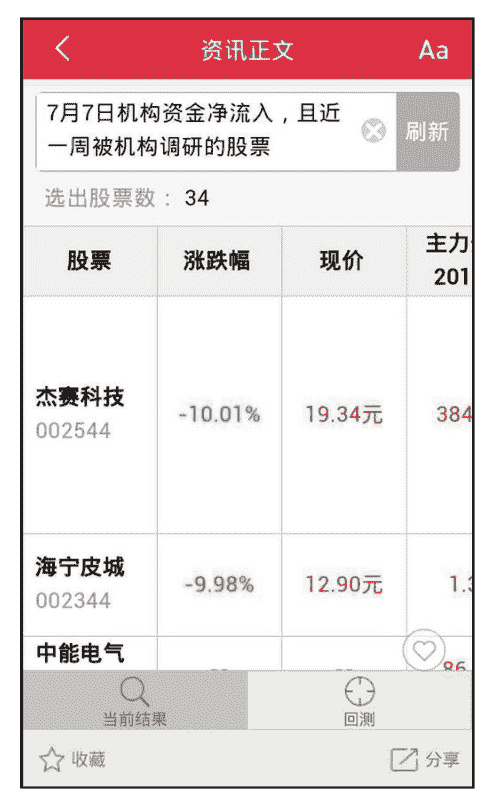 资讯正文
Aa
7月7日机构资金净流入，且近
一周被机构调研的股票
刷新
选出股票数： 34
股票
涨跌幅
现价
主力
201
杰赛科技
002544
-10.01%
19.34元
384
海宁皮城
002344
-9.98%
12.90元
1.
中能电气
86
当前结果
回测
收藏
分享